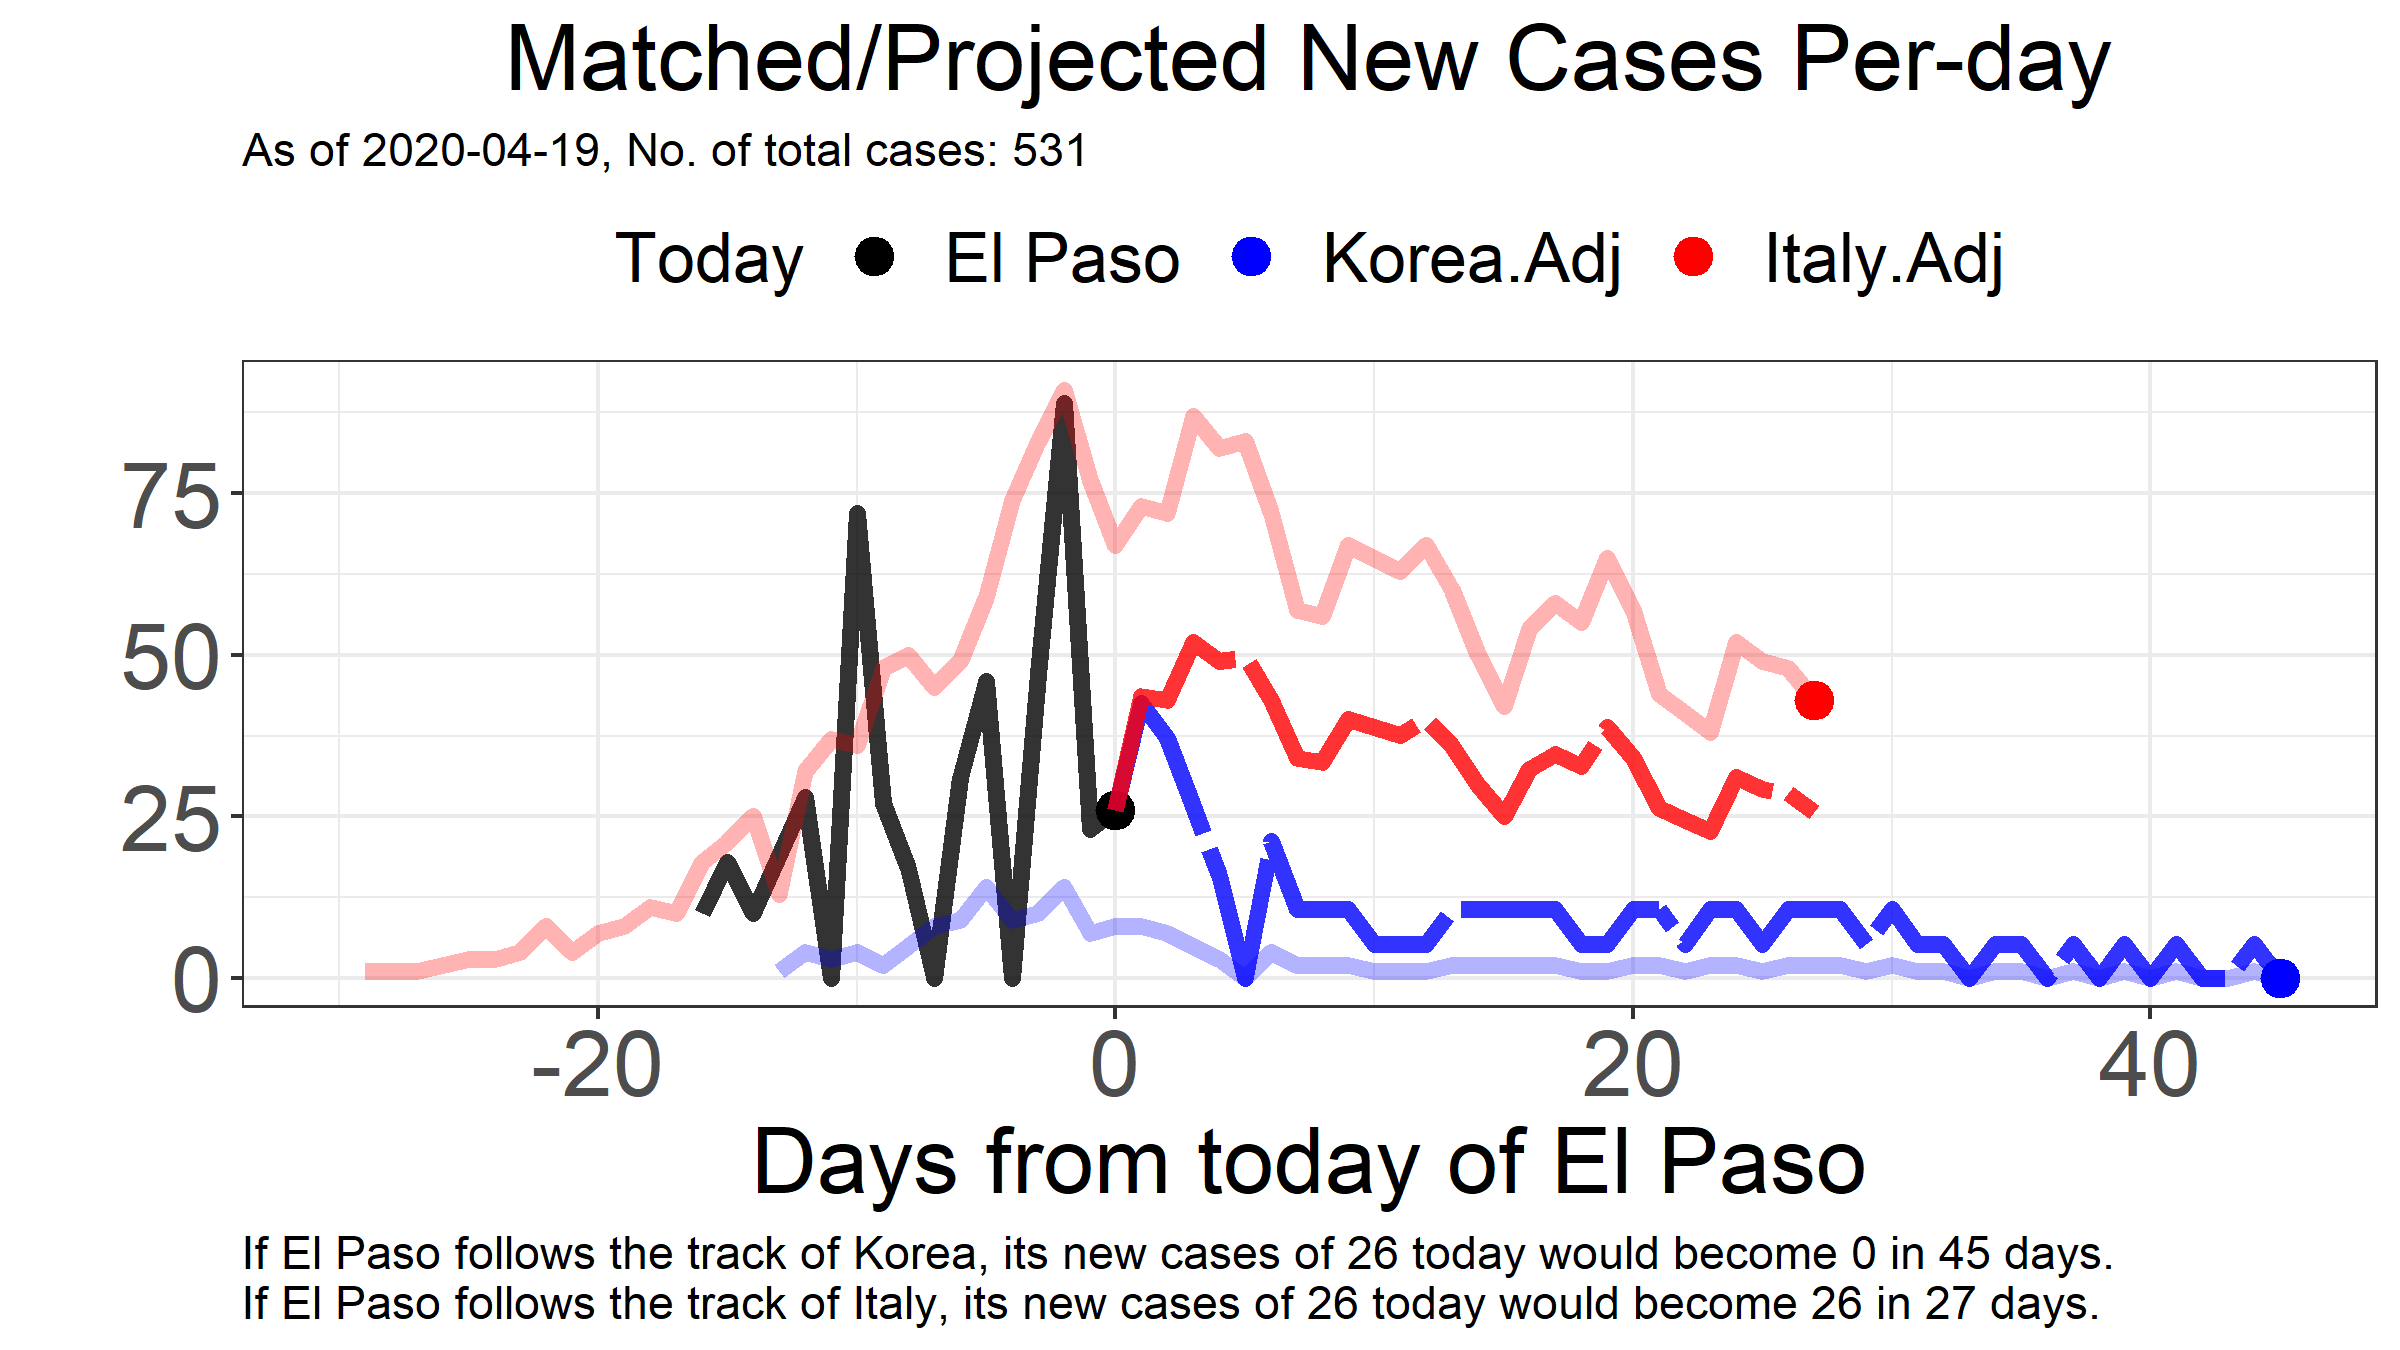 Matched/Projected New Cases Per-day
As of 2020-04-19, No. of total cases: 531
Today El Paso Korea.Adj Italy.Adj
75
50
25
0
-20 0 20 40
Days from today of El Paso
If El Paso follows the track of Korea, its new cases of 26 today would become 0 in 45 days.
If El Paso follows the track of Italy, its new cases of 26 today would become 26 in 27 days.